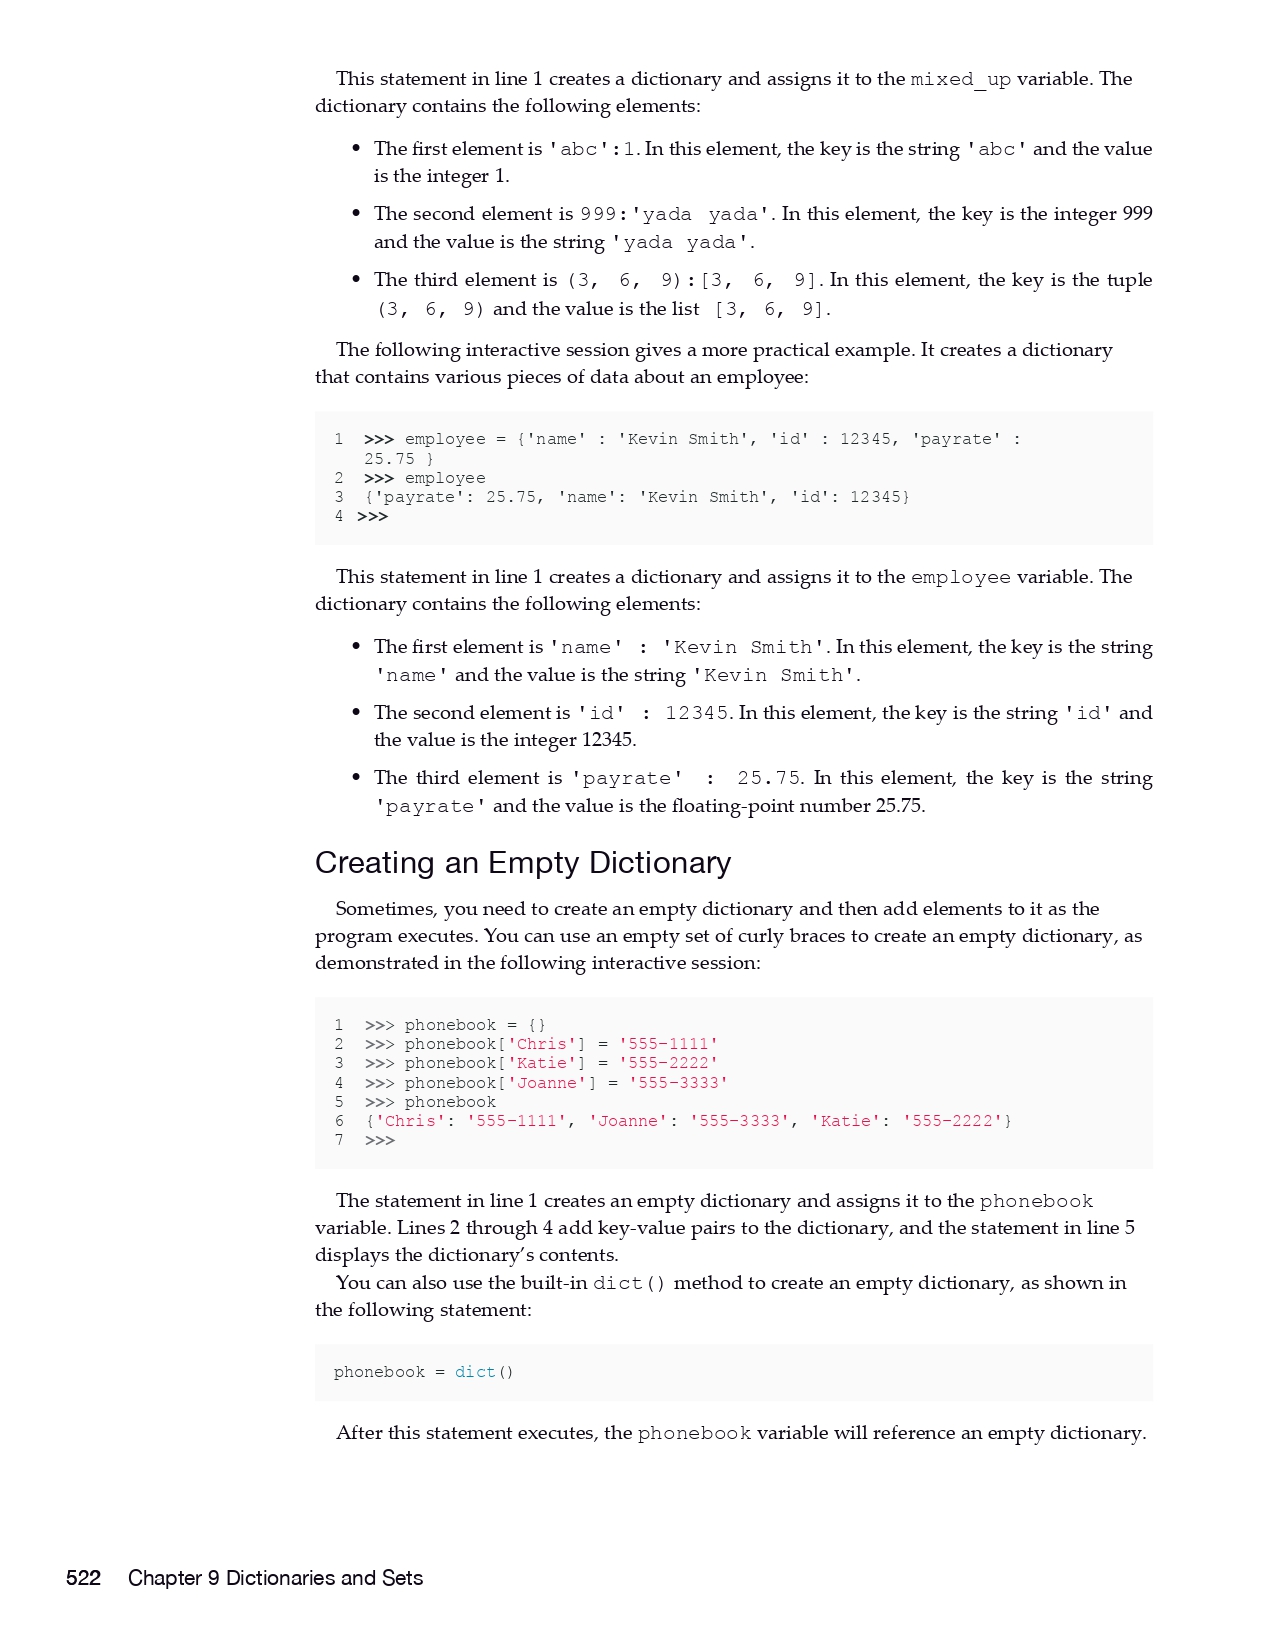 This statement in line 1 creates a dictionary and assigns it to the mixed_up variable. The
dictionary contains the following elements:
• The first element is 'abc':1. In this element, the key is the string 'abc' and the value
is the integer 1.
• The second element is 999:'yada yada'. In this element, the key is the integer 999
and the value is the string 'yada yada'.
• The third element is (3, 6, 9):[3, 6, 9]. In this element, the key is the tuple
(3, 6, 9) and the value is the list [3, 6, 9].
The following interactive session gives a more practical example. It creates a dictionary
that contains various pieces of data about an employee:
1 >>> employee = {'name' : 'Kevin Smith', 'id' : 12345, 'payrate' :
25.75 }
2 >>> employee
3 {'payrate': 25.75, 'name': 'Kevin Smith', 'id': 12345}
4 >>>
This statement in line 1 creates a dictionary and assigns it to the employee variable. The
dictionary contains the following elements:
• The first element is 'name' : 'Kevin Smith'. In this element, the key is the string
'name' and the value is the string 'Kevin Smith'.
• The second element is 'id' : 12345. In this element, the key is the string 'id' and
the value is the integer 12345.
• The third element is 'payrate' : 25.75. In this element, the key is the string
'payrate' and the value is the floating-point number 25.75.
Creating an Empty Dictionary
Sometimes, you need to create an empty dictionary and then add elements to it as the
program executes. You can use an empty set of curly braces to create an empty dictionary, as
demonstrated in the following interactive session:
1 >>> phonebook = {}
2 >>> phonebook['Chris'] = '555-1111'
3 >>> phonebook['Katie'] = '555-2222'
4 >>> phonebook['Joanne'] = '555-3333'
5 >>> phonebook
6 {'Chris': '555-1111', 'Joanne': '555-3333', 'Katie': '555-2222'}
7 >>>
The statement in line 1 creates an empty dictionary and assigns it to the phonebook
variable. Lines 2 through 4 add key-value pairs to the dictionary, and the statement in line 5
displays the dictionary's contents.
You can also use the built-in dict() method to create an empty dictionary, as shown in
the following statement:
phonebook = dict()
After this statement executes, the phonebook variable will reference an empty dictionary.
522 Chapter 9 Dictionaries and Sets